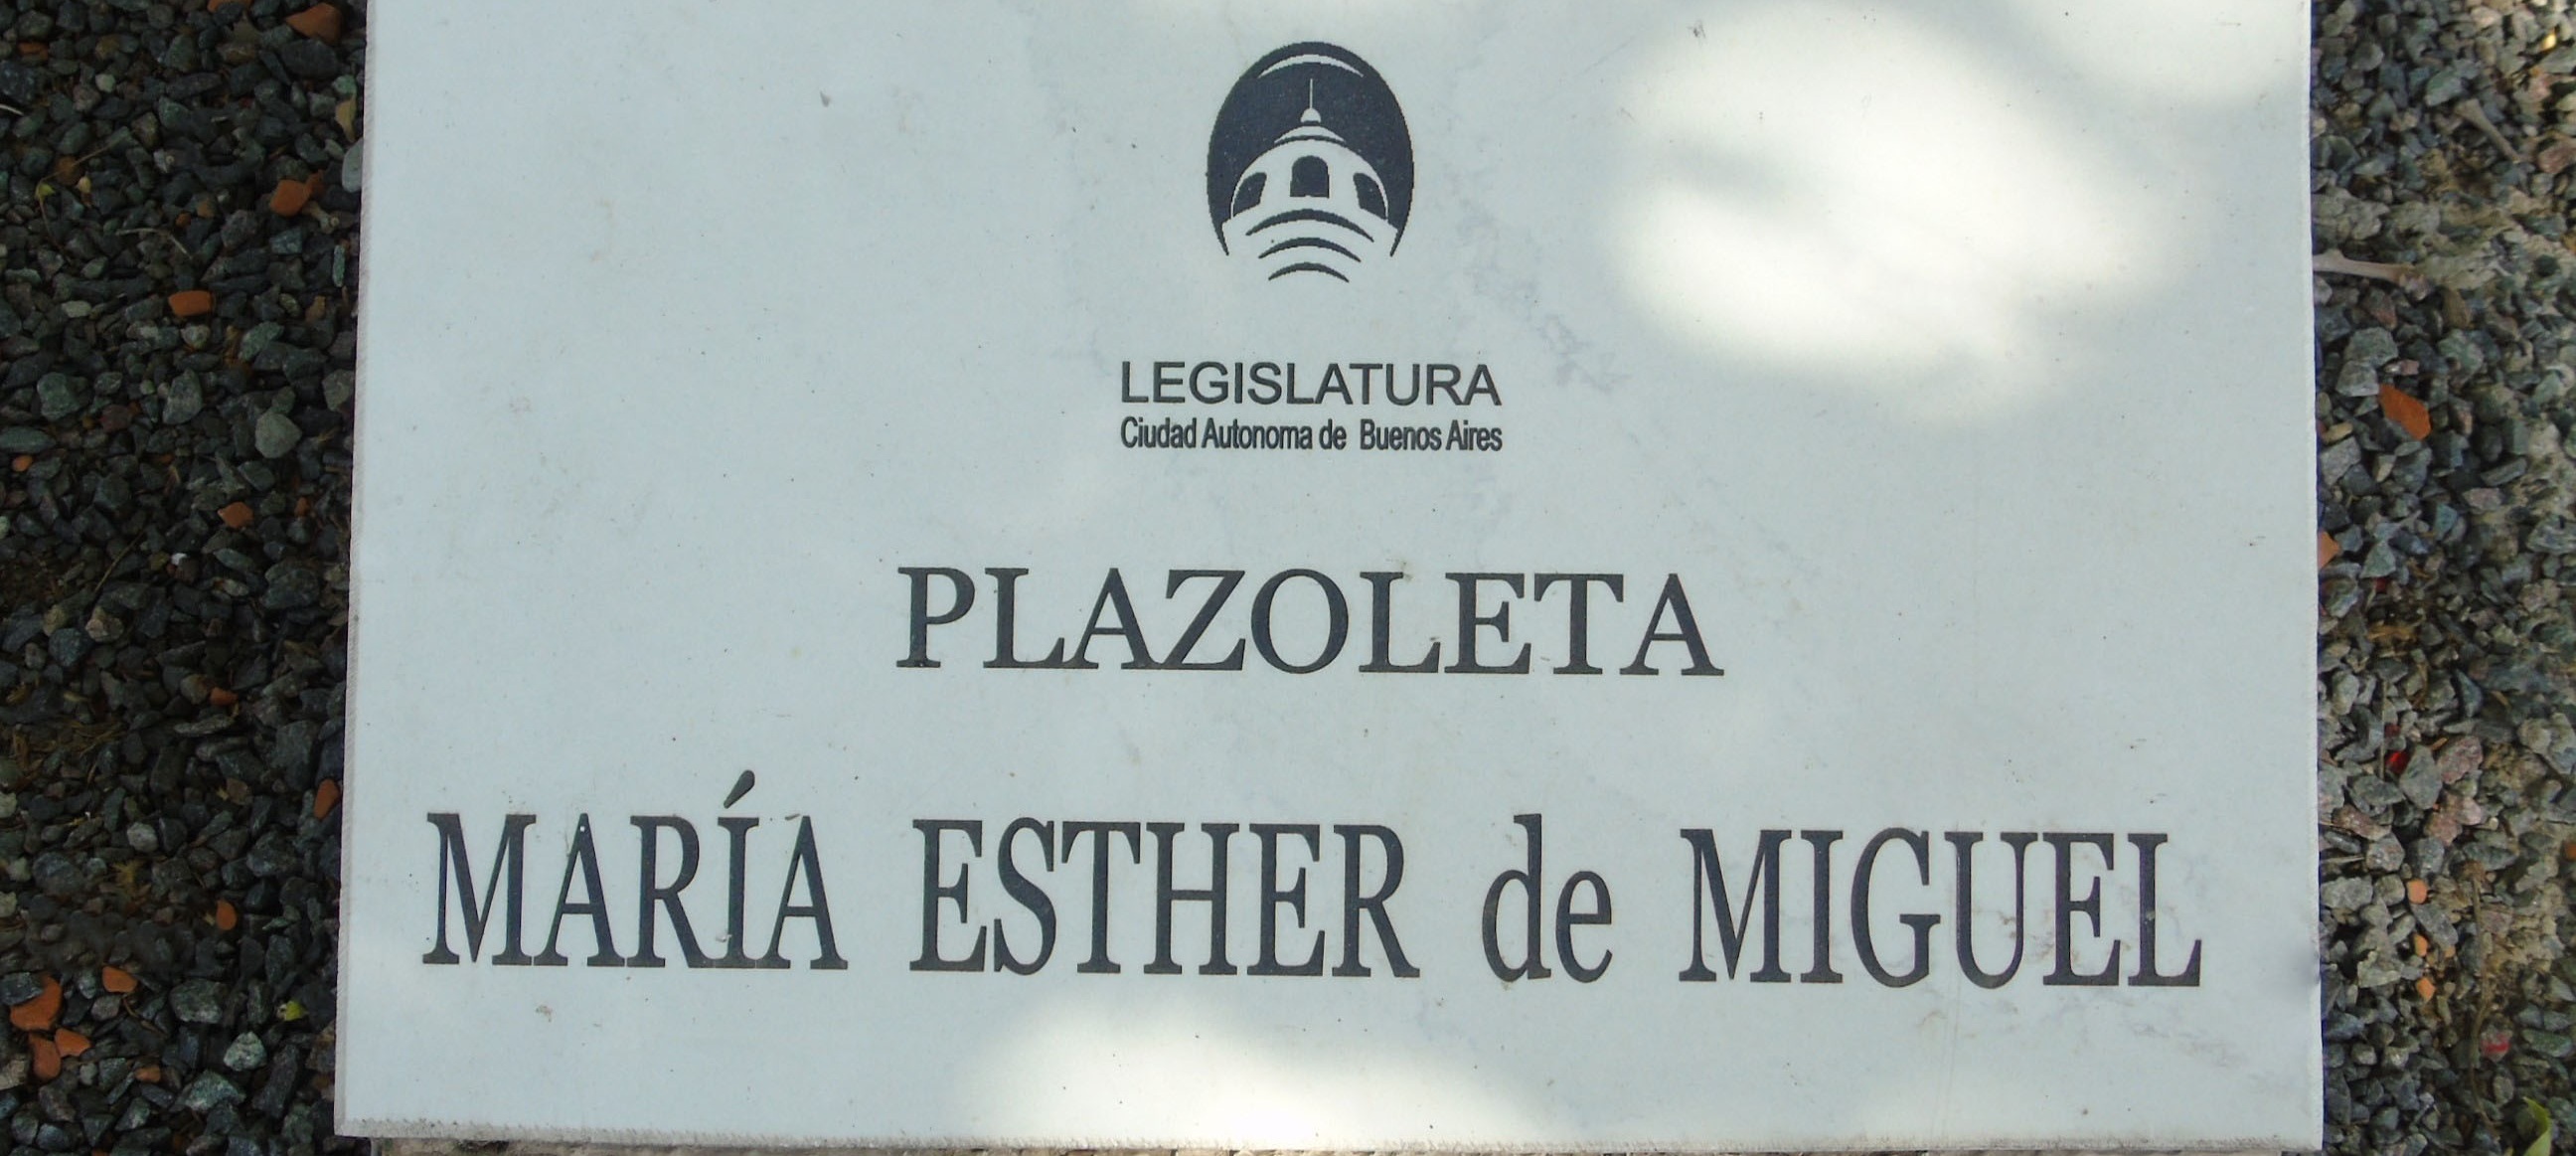 LEGISLATURA
Ciudad Autonoma de Buenos Aires
PLAZOLETA
MARÍA ESTHER de MIGUEL